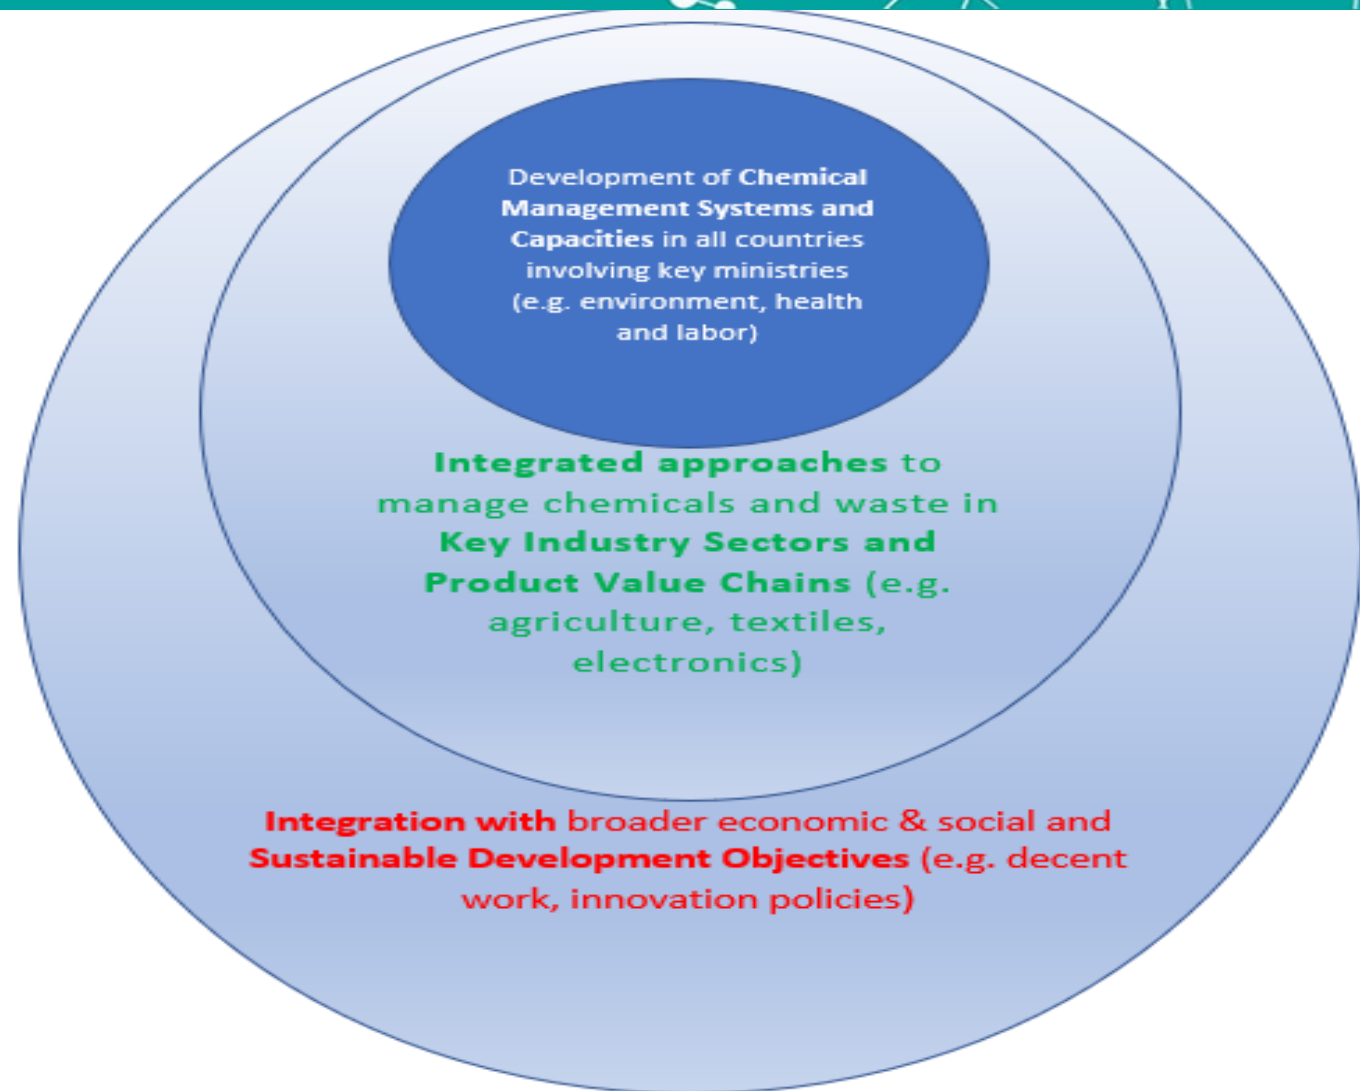 Development of Chemical
Management Systems and
Capacities in all countries
involving key ministries
(e.g. environment, health
and labor)
Integrated approaches to
manage chemicals and waste in
Key Industry Sectors and
Product Value Chains (e.g.
agriculture, textiles,
electronics)
Integration with broader economic & social and
Sustainable Development Objectives (e.g. decent
work, innovation policies)